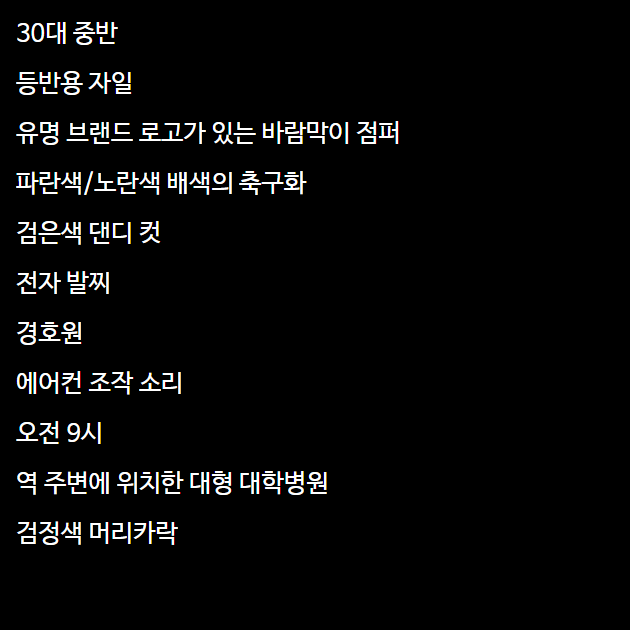 30대 중반
등반용 자일
유명 브랜드 로고가 있는 바람막이 점퍼
파란색/노란색 배색의 축구화
검은색 댄디 컷
전자 발찌
경호원
에어컨 조작 소리
오전 9시
역 주변에 위치한 대형 대학병원
검정색 머리카락